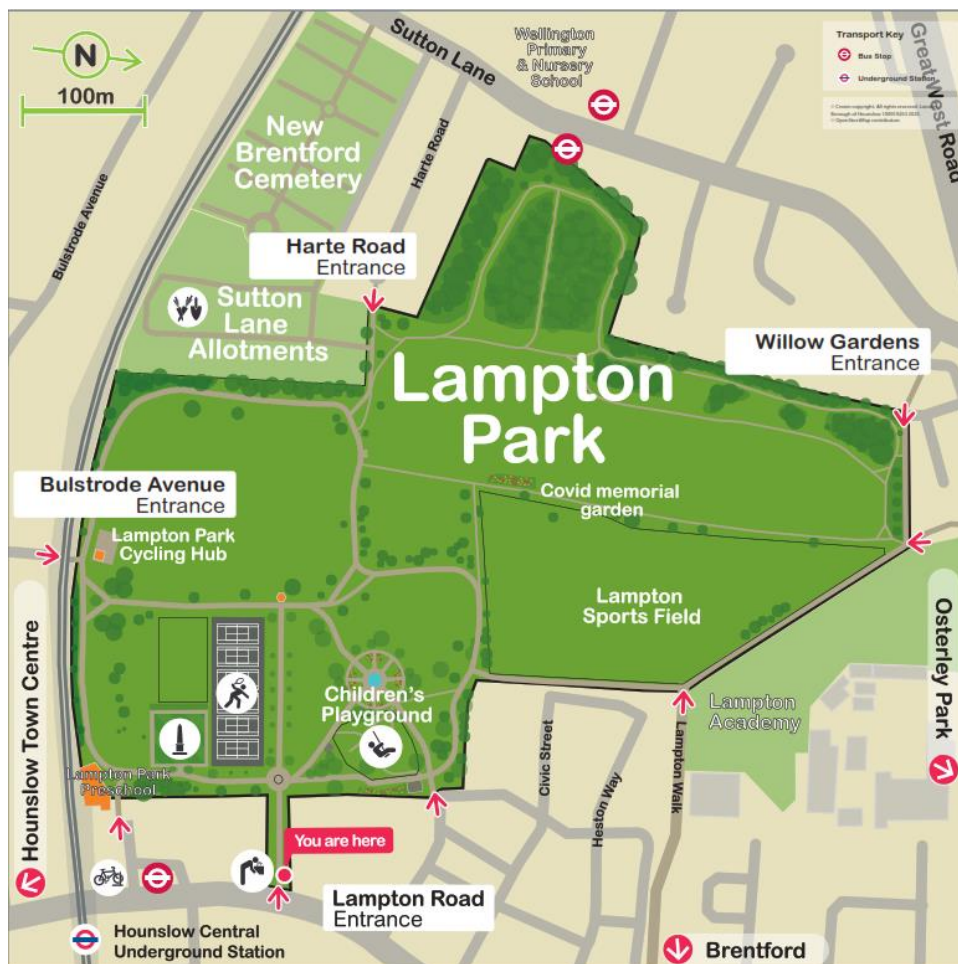 N
100m
Sutton Lane
Wellington
Primary
& Nursery
School
Transport Key
Bus Stop
Underground Station
Great West Road
New
Brentford
Cemetery
Harte Road
Bulstrode Avenue
Harte Road
Entrance
Sutton
Lane
Allotments
Willow Gardens
Entrance
Lampton
Park
Bulstrode Avenue
Entrance
Covid memorial
garden
Lampton Park
Cycling Hub
Lampton
Sports Field
Hounslow Town Centre
Osterley Park
Children's
Playground
Lampton
Academy
Civic Street
Heston Way
Lampton Walk
Lampton Park
Preschool
You are here
Lampton Road
Entrance
Hounslow Central
Underground Station
Brentford